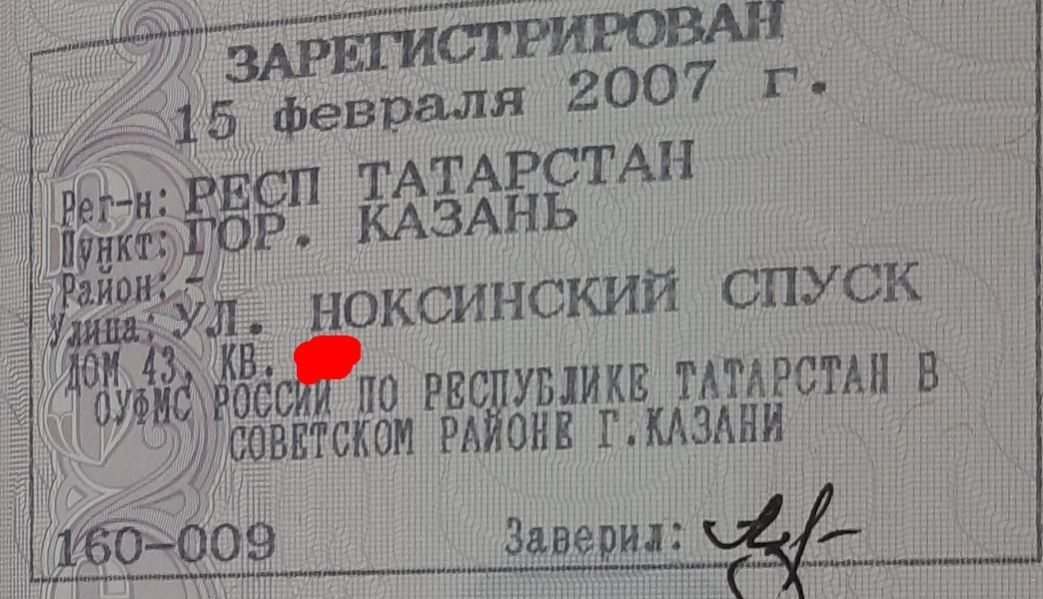 ЗАРЕГИСТРИРОВАН
15 февраля 2007 г.
Рег-н: РЕСП ТАТАРСТАН
Пункт: ГОР. КАЗАНЬ
Район: -
Улица: УЛ. НОКСИНСКИЙ СПУСК
ДОМ 43, КВ.
ОУФМС РОССИИ ПО РЕСПУБЛИКЕ ТАТАРСТАН В
СОВЕТСКОМ РАЙОНЕ Г.КАЗАНИ
160-009 Заверил: